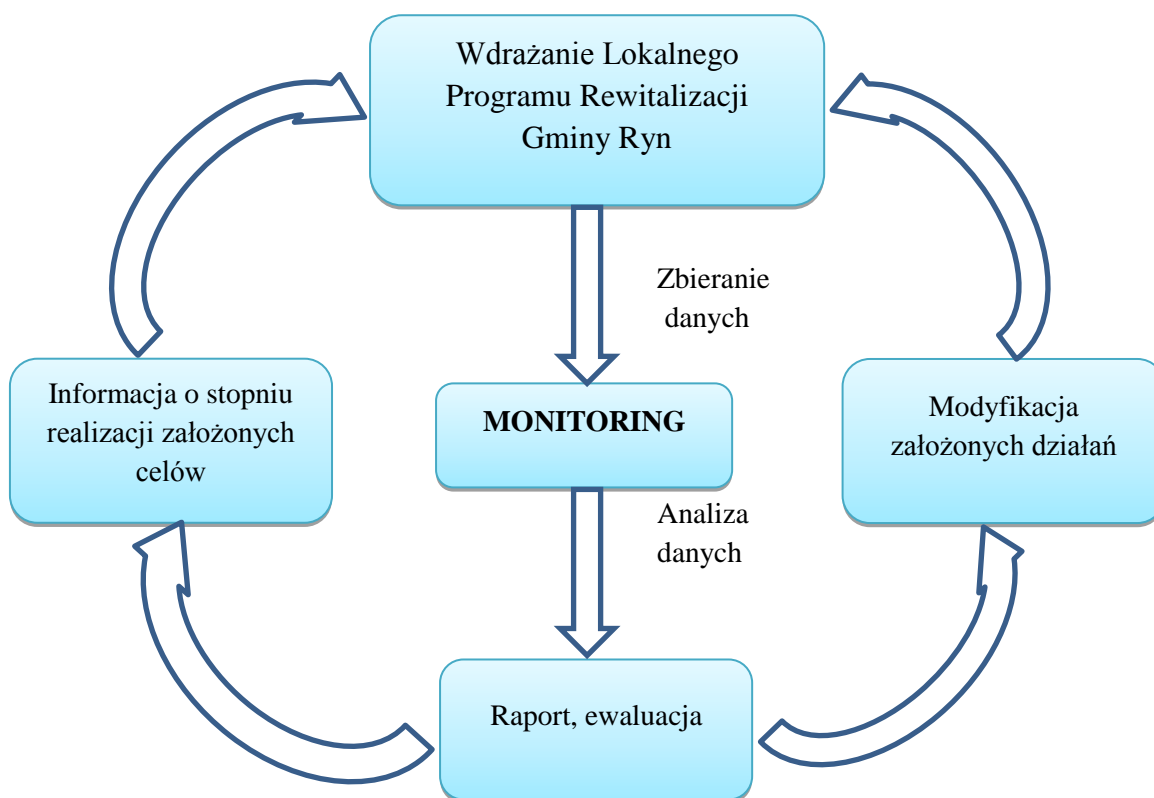 Wdrażanie Lokalnego
Programu Rewitalizacji
Gminy Ryn
Zbieranie
danych
Informacja o stopniu
realizacji założonych
celów
MONITORING
Modyfikacja
założonych działań
Analiza
danych
Raport, ewaluacja